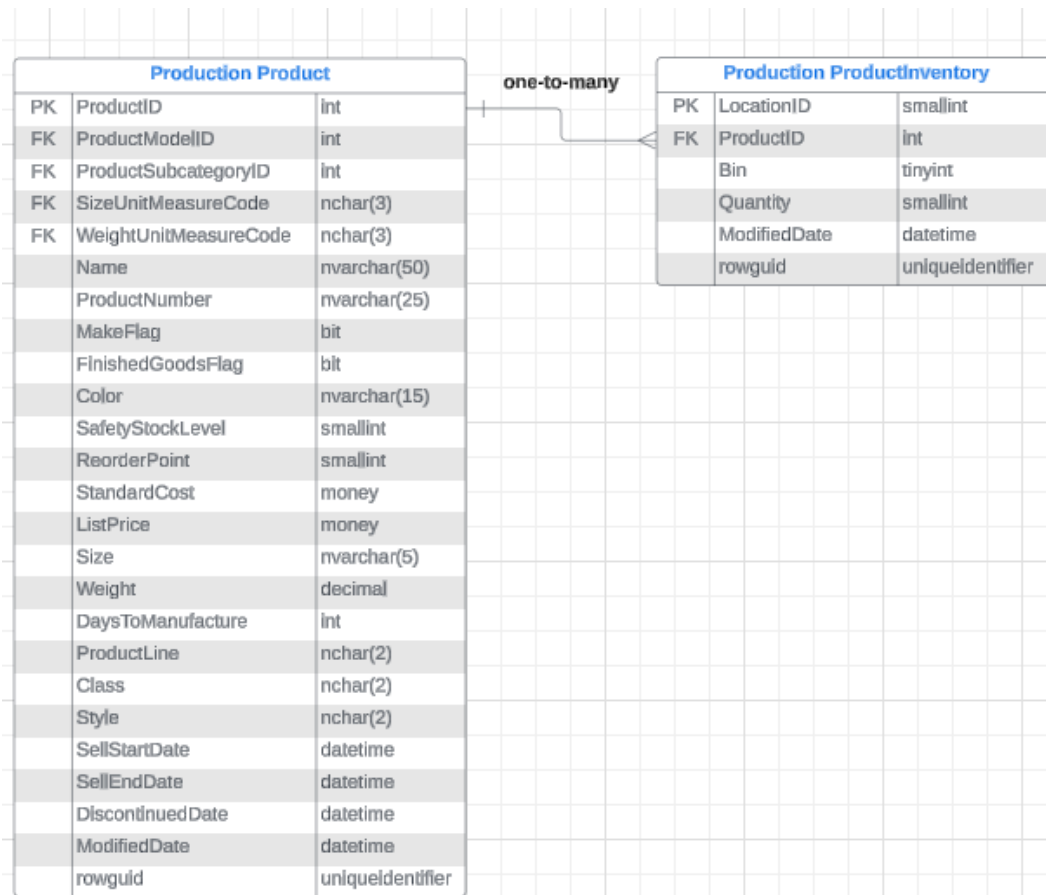 Production Product
PK ProductID int
FK ProductModelID int
FK ProductSubcategoryID int
FK SizeUnitMeasureCode nchar(3)
FK WeightUnitMeasureCode nchar(3)
Name nvarchar(50)
ProductNumber nvarchar(25)
MakeFlag bit
FinishedGoodsFlag bit
Color nvarchar(15)
SafetyStockLevel smallint
ReorderPoint smallint
StandardCost money
ListPrice money
Size nvarchar(5)
Weight decimal
DaysToManufacture int
ProductLine nchar(2)
Class nchar(2)
Style nchar(2)
SellStartDate datetime
SellEndDate datetime
DiscontinuedDate datetime
ModifiedDate datetime
rowguid uniqueidentifier
one-to-many
Production ProductInventory
PK LocationID smallint
FK ProductID int
Bin tinyint
Quantity smallint
ModifiedDate datetime
rowguid uniqueidentifier